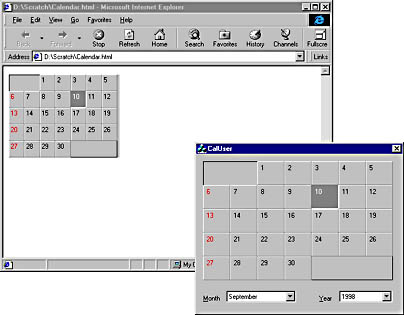 D:\Scratch\Calendar.html - Microsoft Internet Explorer
File Edit View Go Favorites Help
Back Forward Stop Refresh Home Search Favorites History Channels Fullscre
Address D:\Scratch\Calendar.html Links
1 2 3 4 5
6 7 8 9 10 11 12
13 14 15 16 17 18 19
20 21 22 23 24 25 26
27 28 29 30
My
CalUser
1 2 3 4 5
6 7 8 9 10 11 12
13 14 15 16 17 18 19
20 21 22 23 24 25 26
27 28 29 30
Month September Year 1998